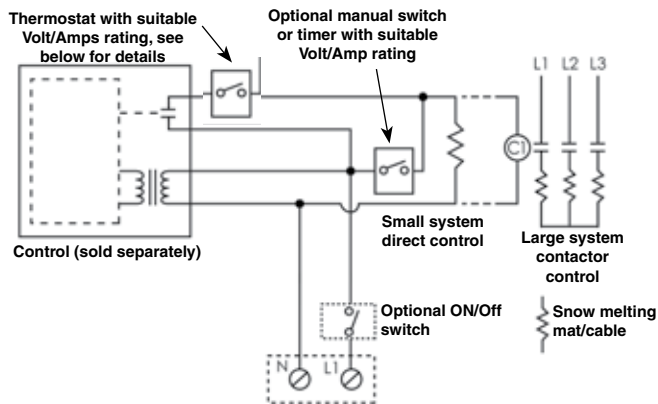 Thermostat with suitable
Volt/Amps rating, see
below for details
Optional manual switch
or timer with suitable
Volt/Amp rating
L1 L2 L3
C1
Control (sold separately)
Small system
direct control
Large system
contactor
control
Optional ON/Off
switch
Snow melting
mat/cable
N L1